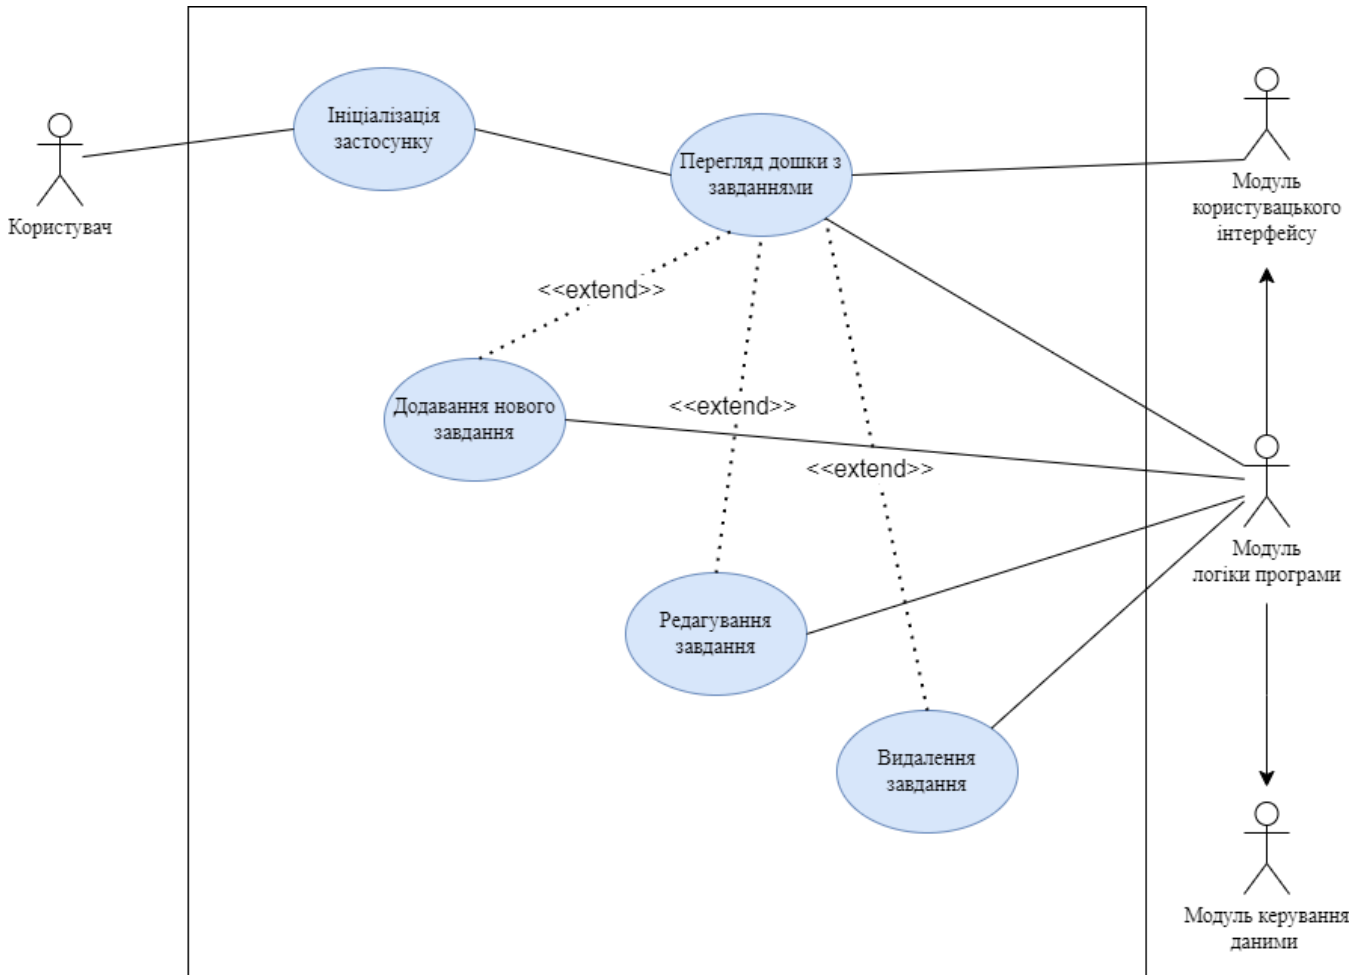 Ініціалізація
застосунку
Перегляд дошки з
завданнями
Користувач
Модуль
користувацького
інтерфейсу
<<extend>>
Додавання нового
завдання
<<extend>>
<<extend>>
Модуль
логіки програми
Редагування
завдання
Видалення
завдання
Модуль керування
даними